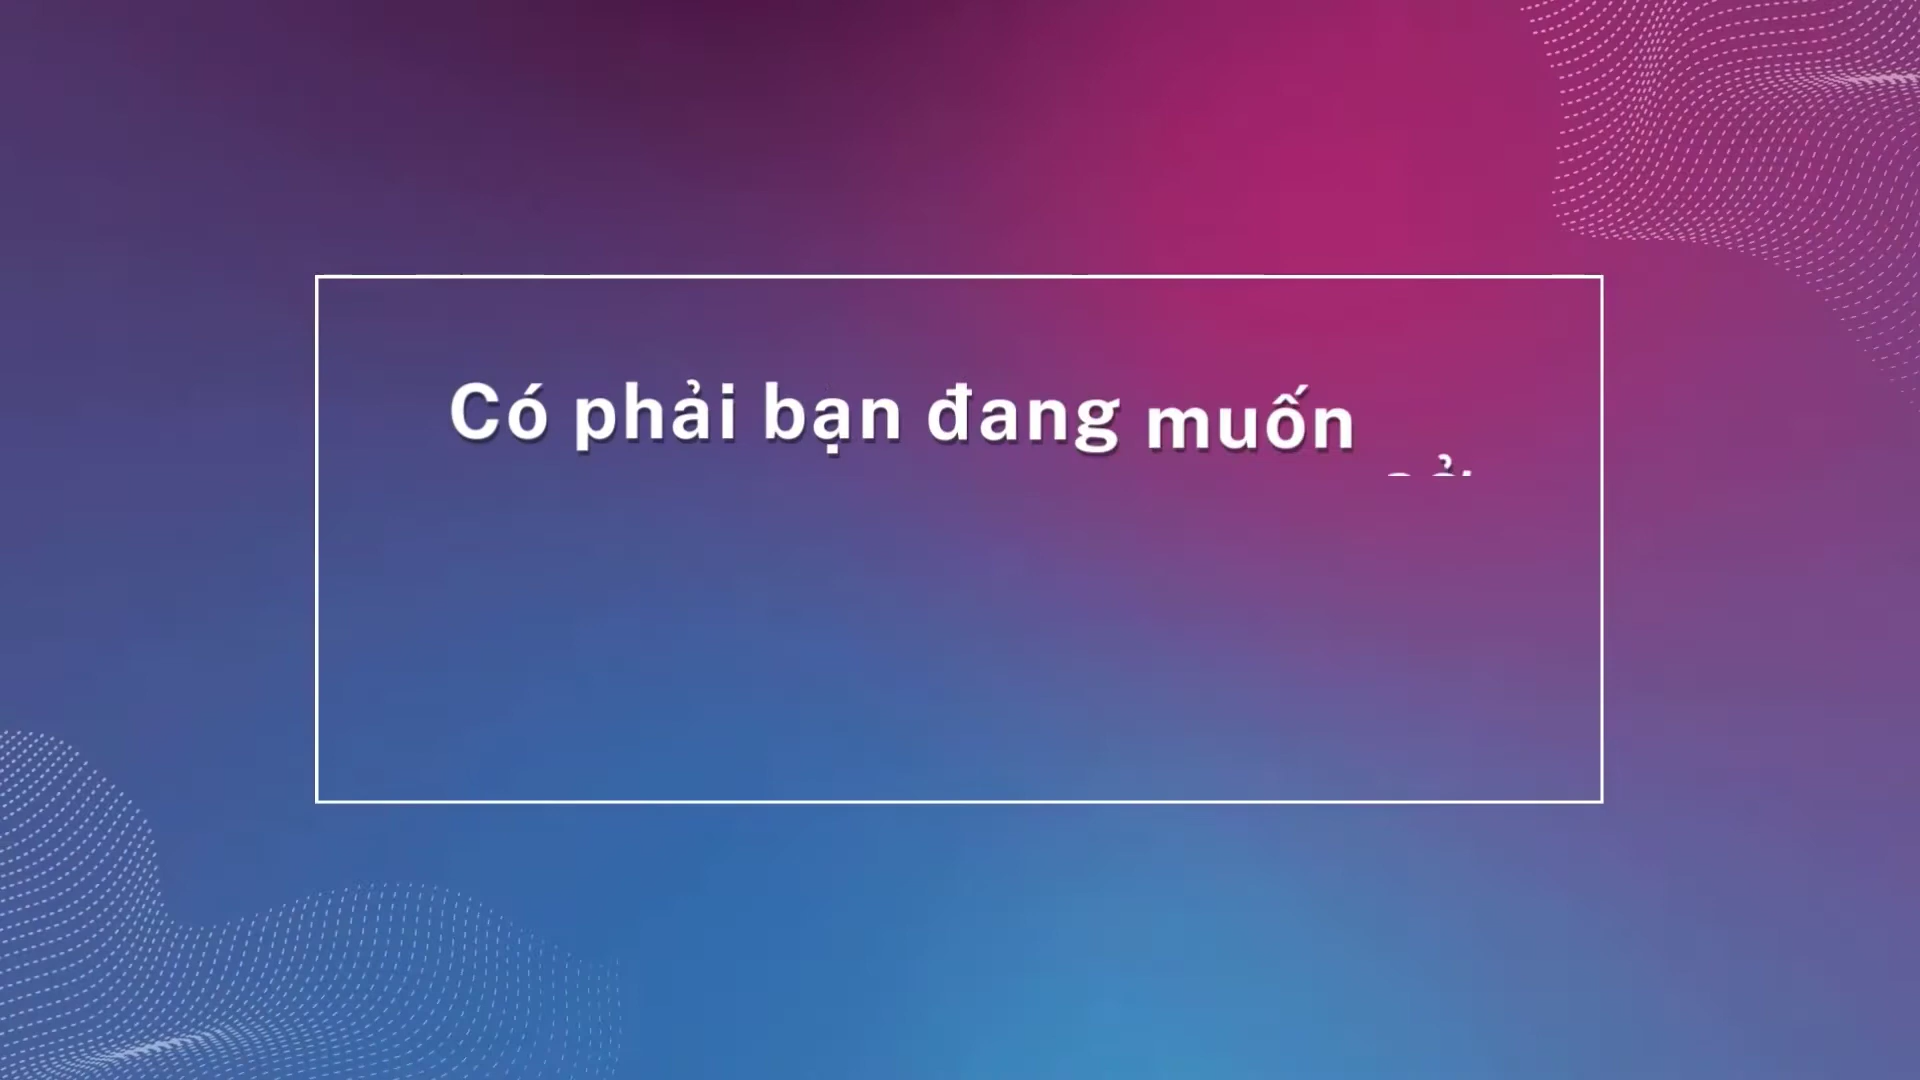 Có phải bạn đang muốn